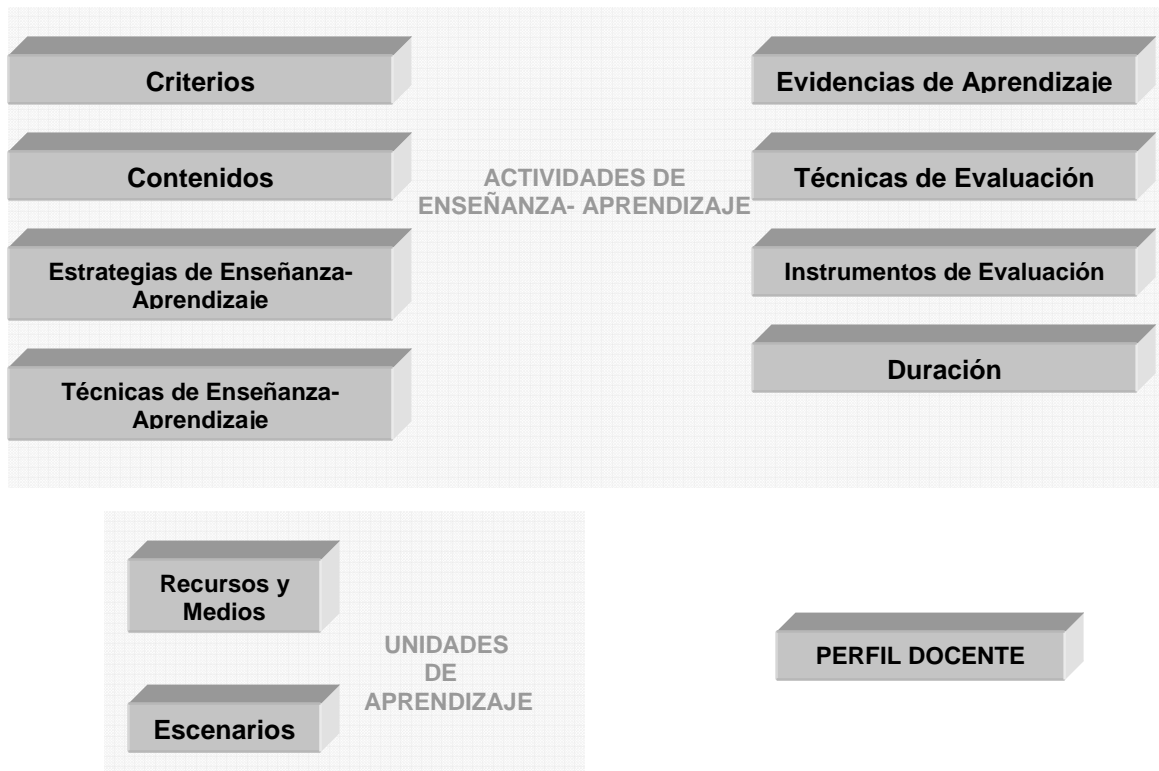 Criterios
Contenidos
Estrategias de Enseñanza-
Aprendizaje
Técnicas de Enseñanza-
Aprendizaje
ACTIVIDADES DE
ENSEÑANZA- APRENDIZAJE
Evidencias de Aprendizaje
Técnicas de Evaluación
Instrumentos de Evaluación
Duración
Recursos y
Medios
Escenarios
UNIDADES
DE
APRENDIZAJE
PERFIL DOCENTE